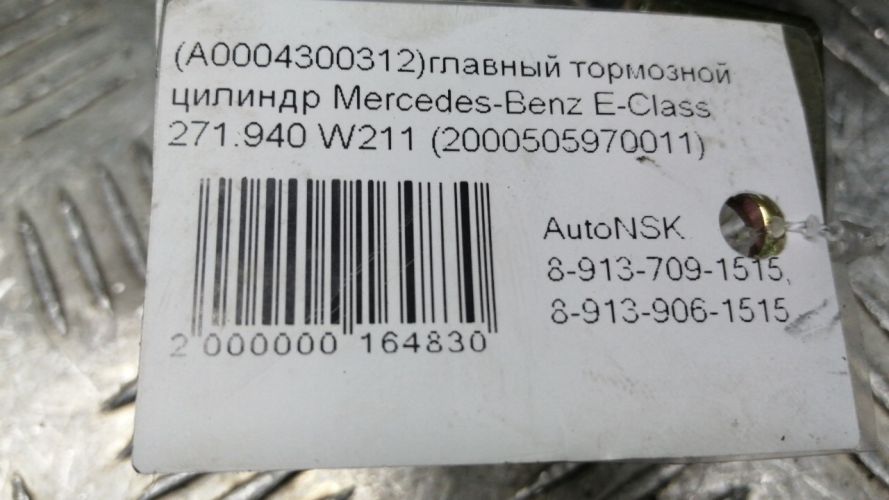 (A0004300312)главный тормозной
цилиндр Mercedes-Benz E-Class
271.940 W211 (2000505970011)
AutoNSK
8-913-709-1515,
8-913-906-1515
2 000000 164830